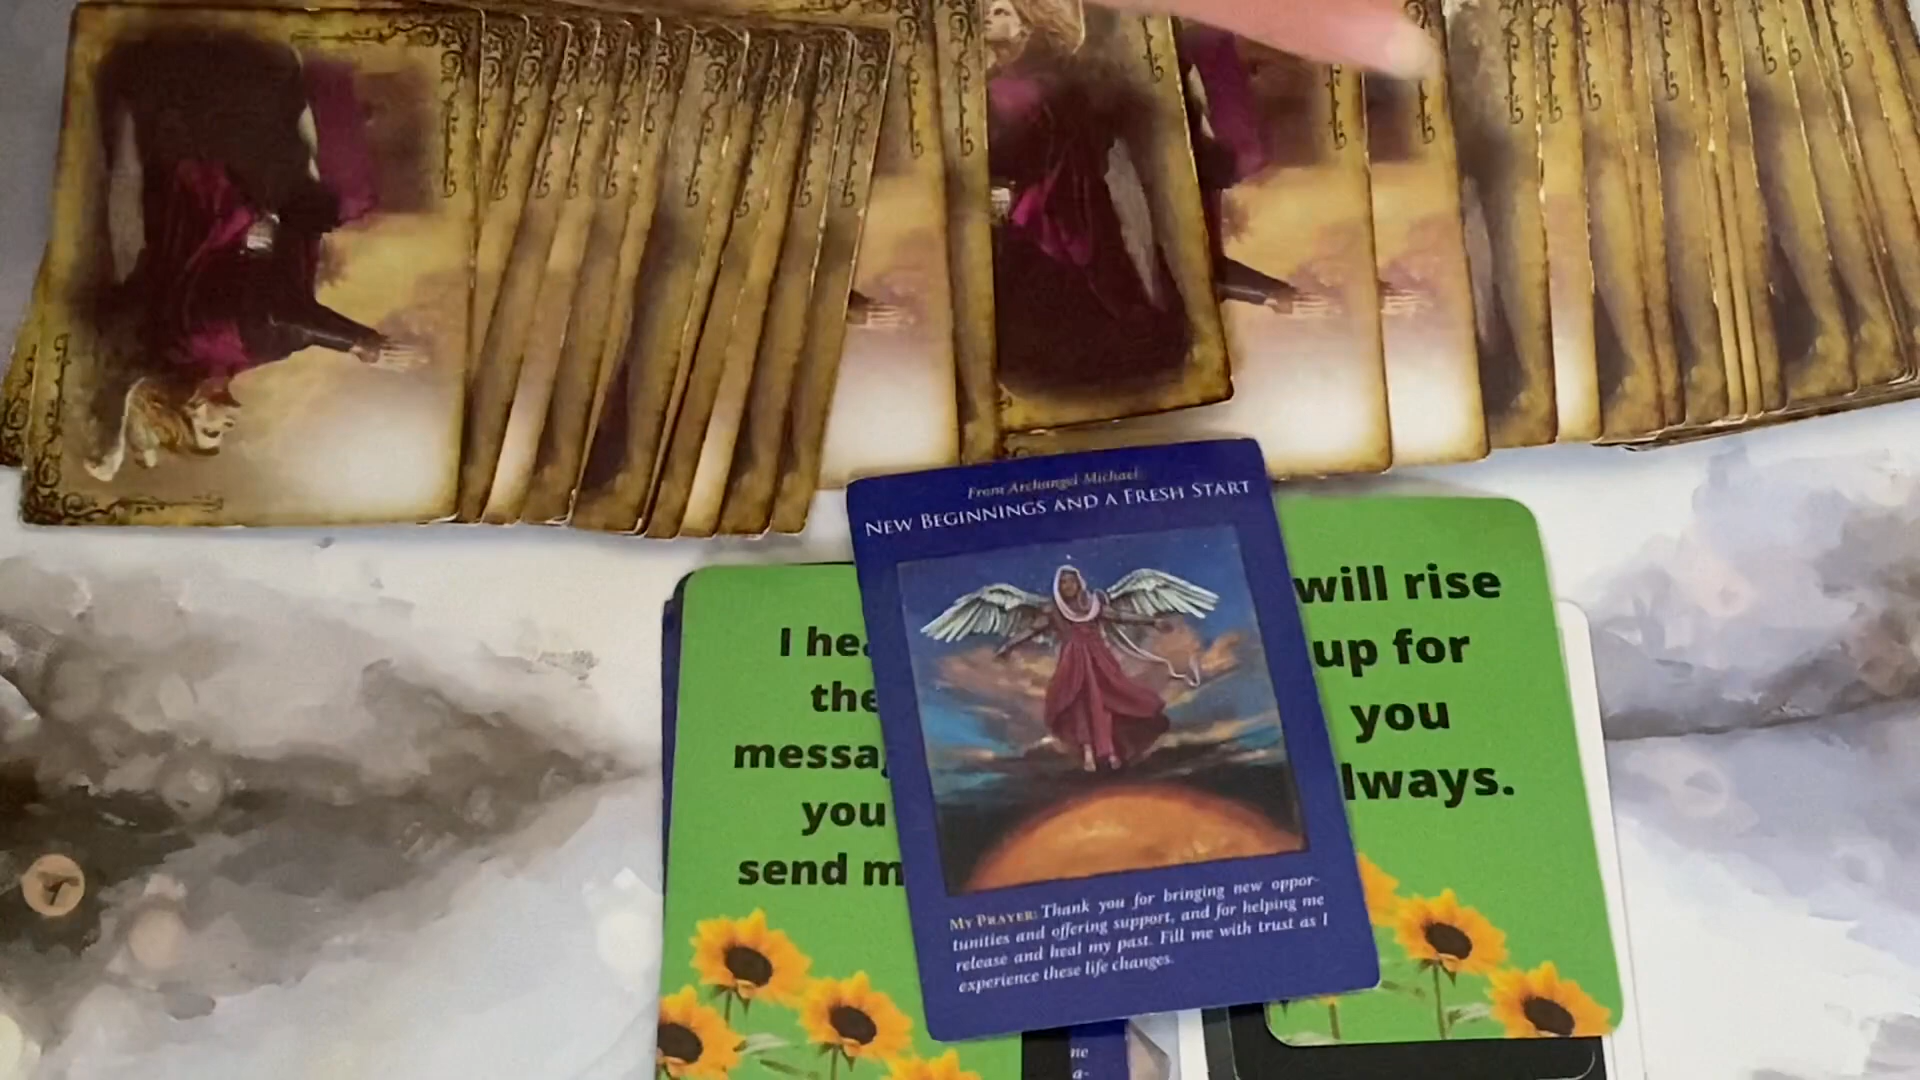 From Archangel Michael
NEW BEGINNINGS AND A FRESH START
MY PRAYER: Thank you for bringing new oppor-
tunities and offering support, and for helping me
release and heal my past. Fill me with trust as I
experience these life changes.
I hea
the
messa
you
send m
will rise
up for
you
lways.
ne
a-